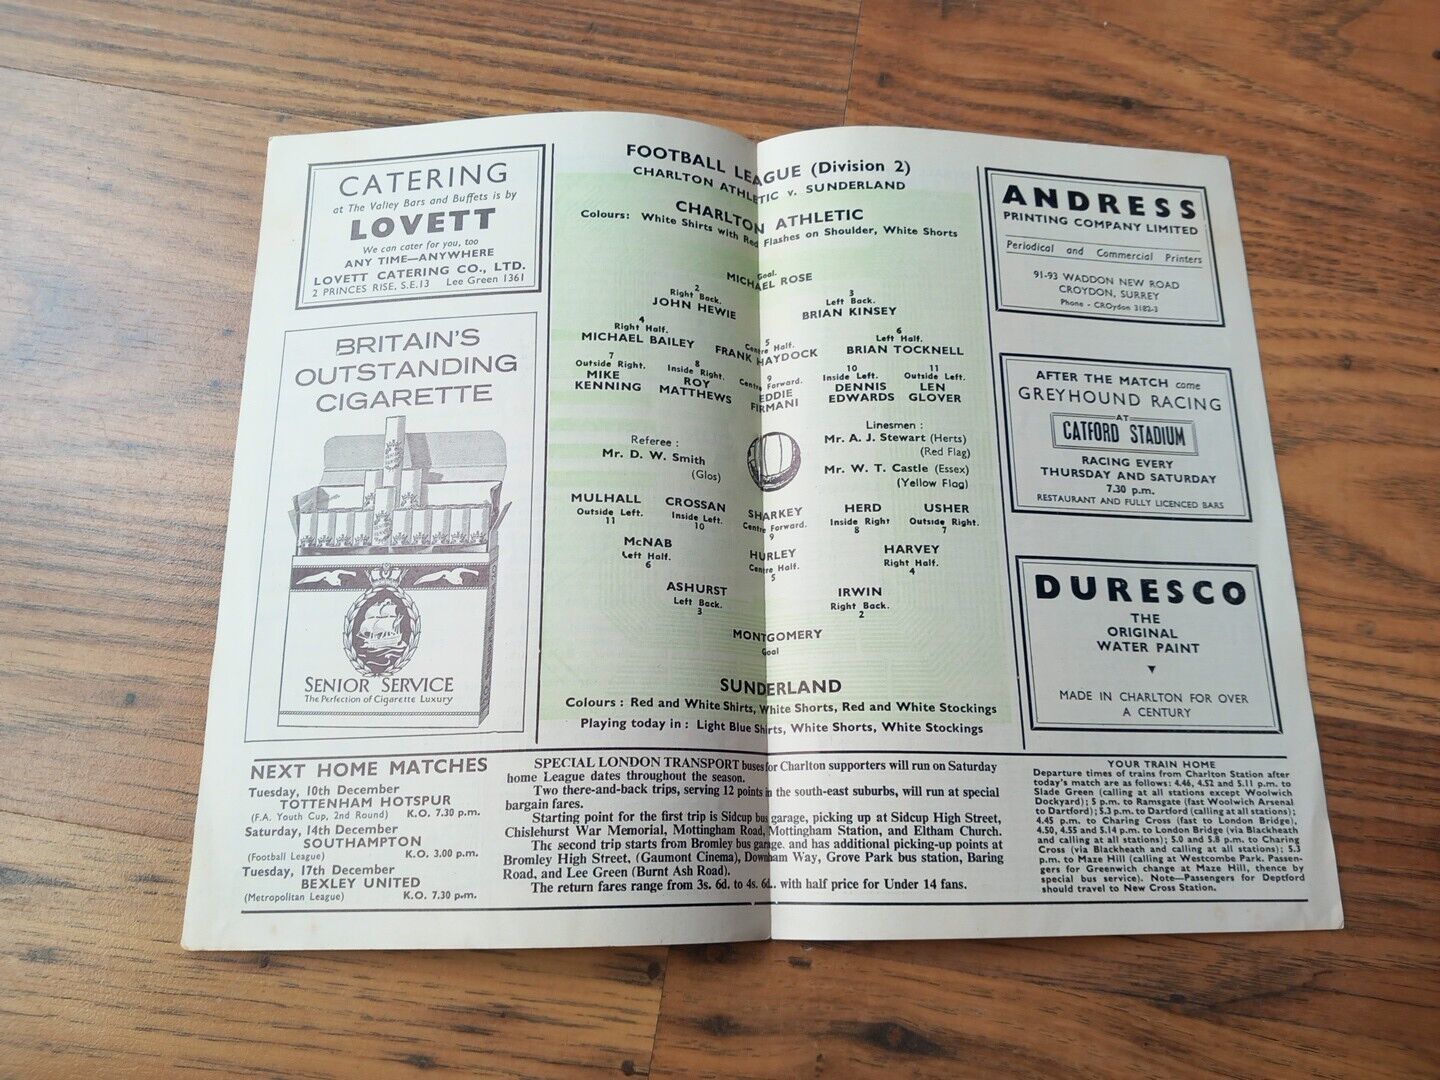 CATERING
at The Valley Bars and Buffets is by
LOVETT
We can cater for you, too
ANY TIME—ANYWHERE
LOVETT CATERING CO., LTD.
2 PRINCES RISE, S.E.13 Lee Green 1361
BRITAIN'S
OUTSTANDING
CIGARETTE
SENIOR SERVICE
The Perfection of Cigarette Luxury
FOOTBALL LEAGUE (Division 2)
CHARLTON ATHLETIC v. SUNDERLAND
CHARLTON ATHLETIC
Colours: White Shirts with Red Flashes on Shoulder, White Shorts
Goal.
MICHAEL ROSE
2 3
Right Back. Left Back.
JOHN HEWIE BRIAN KINSEY
4 5 6
Right Half. Centre Half. Left Half.
MICHAEL BAILEY FRANK HAYDOCK BRIAN TOCKNELL
7 8 9 10 11
Outside Right. Inside Right. Centre Forward. Inside Left. Outside Left.
MIKE ROY EDDIE DENNIS LEN
KENNING MATTHEWS FIRMANI EDWARDS GLOVER
Referee :
Mr. D. W. Smith
(Glos)
Linesmen :
Mr. A. J. Stewart (Herts)
(Red Flag)
Mr. W. T. Castle (Essex)
(Yellow Flag)
MULHALL CROSSAN SHARKEY HERD USHER
Outside Left. Inside Left. Centre Forward. Inside Right Outside Right.
11 10 9 8 7
McNAB HURLEY HARVEY
Left Half. Centre Half. Right Half.
6 5 4
ASHURST IRWIN
Left Back. Right Back.
3 2
MONTGOMERY
Goal
SUNDERLAND
Colours : Red and White Shirts, White Shorts, Red and White Stockings
Playing today in : Light Blue Shirts, White Shorts, White Stockings
ANDRESS
PRINTING COMPANY LIMITED
Periodical and Commercial Printers
91-93 WADDON NEW ROAD
CROYDON, SURREY
Phone - CROydon 3182-3
AFTER THE MATCH come
GREYHOUND RACING
AT
CATFORD STADIUM
RACING EVERY
THURSDAY AND SATURDAY
7.30 p.m.
RESTAURANT AND FULLY LICENCED BARS
DURESCO
THE
ORIGINAL
WATER PAINT
MADE IN CHARLTON FOR OVER
A CENTURY
NEXT HOME MATCHES
Tuesday, 10th December
TOTTENHAM HOTSPUR
(F.A. Youth Cup, 2nd Round) K.O. 7.30 p.m.
Saturday, 14th December
SOUTHAMPTON
(Football League) K.O. 3.00 p.m.
Tuesday, 17th December
BEXLEY UNITED
(Metropolitan League) K.O. 7.30 p.m.
SPECIAL LONDON TRANSPORT buses for Charlton supporters will run on Saturday
home League dates throughout the season.
Two there-and-back trips, serving 12 points in the south-east suburbs, will run at special
bargain fares.
Starting point for the first trip is Sidcup bus garage, picking up at Sidcup High Street,
Chislehurst War Memorial, Mottingham Road, Mottingham Station, and Eltham Church.
The second trip starts from Bromley bus garage. and has additional picking-up points at
Bromley High Street, (Gaumont Cinema), Downham Way, Grove Park bus station, Baring
Road, and Lee Green (Burnt Ash Road).
The return fares range from 3s. 6d. to 4s. 6d.. with half price for Under 14 fans.
YOUR TRAIN HOME
Departure times of trains from Charlton Station after
today's match are as follows: 4.46, 4.52 and 5.11 p.m. to
Slade Green (calling at all stations except Woolwich
Dockyard); 5 p.m. to Ramsgate (fast Woolwich Arsenal
to Dartford); 5.3 p.m. to Dartford (calling at all stations);
4.45 p.m. to Charing Cross (fast to London Bridge),
4.50, 4.55 and 5.14 p.m. to London Bridge (via Blackheath
and calling at all stations); 5.0 and 5.8 p.m. to Charing
Cross (via Blackheath and calling at all stations); 5.3
p.m. to Maze Hill (calling at Westcombe Park. Passen-
gers for Greenwich change at Maze Hill, thence by
special bus service). Note—Passengers for Deptford
should travel to New Cross Station.